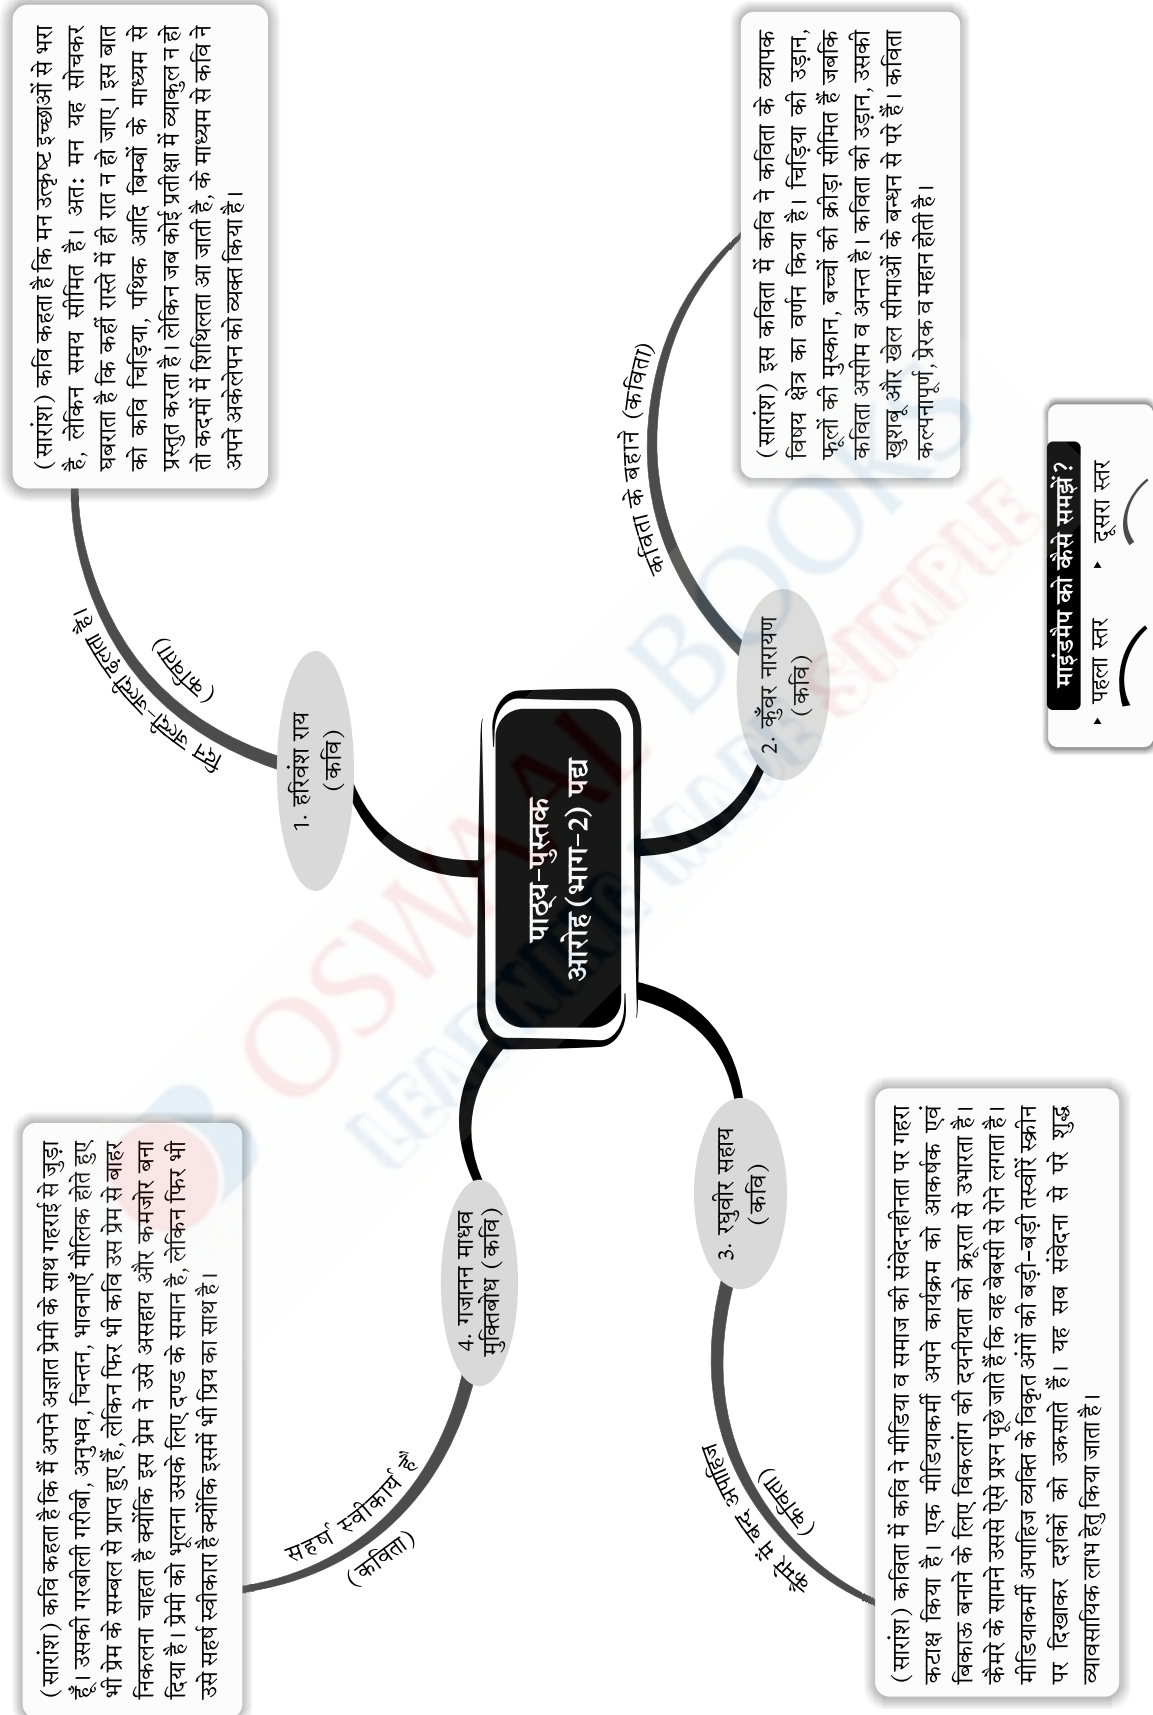 (सारांश) कवि कहता है कि मैं अपने अज्ञात प्रेमी के साथ गहराई से जुड़ा
हूँ। उसकी गरबीली गरीबी, अनुभव, चिन्तन, भावनाएँ मौलिक होते हुए
भी प्रेम के सम्बल से प्राप्त हुए हैं, लेकिन फिर भी कवि उस प्रेम से बाहर
निकलना चाहता है क्योंकि इस प्रेम ने उसे असहाय और कमजोर बना
दिया है। प्रेमी को भूलना उसके लिए दण्ड के समान है, लेकिन फिर भी
उसे सहर्ष स्वीकारा है क्योंकि इसमें भी प्रिय का साथ है।
सहर्ष स्वीकार्य है"
(कविता)
4. गजानन माधव
मुक्तिबोध (कवि)
(सारांश) कवि कहता है कि मन उत्कृष्ट इच्छाओं से भरा
है, लेकिन समय सीमित है। अतः मन यह सोचकर
घबराता है कि कहीं रास्ते में ही रात न हो जाए। इस बात
को कवि चिड़िया, पथिक आदि बिम्बों के माध्यम से
प्रस्तुत करता है। लेकिन जब कोई प्रतीक्षा में व्याकुल न हो
तो कदमों में शिथिलता आ जाती है, के माध्यम से कवि ने
अपने अकेलेपन को व्यक्त किया है।
दिन जल्दी-जल्दी ढलता है।
(कविता)
1. हरिवंश राय
(कवि)
पाठ्य-पुस्तक
आरोह (भाग-2) पद्य
3. रघुवीर सहाय
(कवि)
कैमरे में बन्द अपाहिज
(कविता)
(सारांश) कविता में कवि ने मीडिया व समाज की संवेदनहीनता पर गहरा
कटाक्ष किया है। एक मीडियाकर्मी अपने कार्यक्रम को आकर्षक एवं
बिकाऊ बनाने के लिए विकलांग की दयनीयता को क्रूरता से उभारता है।
कैमरे के सामने उससे ऐसे प्रश्न पूछे जाते हैं कि वह बेबसी से रोने लगता है।
मीडियाकर्मी अपाहिज व्यक्ति के विकृत अंगों की बड़ी-बड़ी तस्वीरें स्क्रीन
पर दिखाकर दर्शकों को उकसाते हैं। यह सब संवेदना से परे शुद्ध
व्यावसायिक लाभ हेतु किया जाता है।
2. कुँवर नारायण
(कवि)
कविता के बहाने (कविता)
(सारांश) इस कविता में कवि ने कविता के व्यापक
विषय क्षेत्र का वर्णन किया है। चिड़िया की उड़ान,
फूलों की मुस्कान, बच्चों की क्रीड़ा सीमित हैं जबकि
कविता असीम व अनन्त है। कविता की उड़ान, उसकी
खुशबू और खेल सीमाओं के बन्धन से परे हैं। कविता
कल्पनापूर्ण, प्रेरक व महान होती है।
माइंडमैप को कैसे समझें?
▸ पहला स्तर ▸ दूसरा स्तर
OSWAAL BOOKS
LEARNING MADE SIMPLE